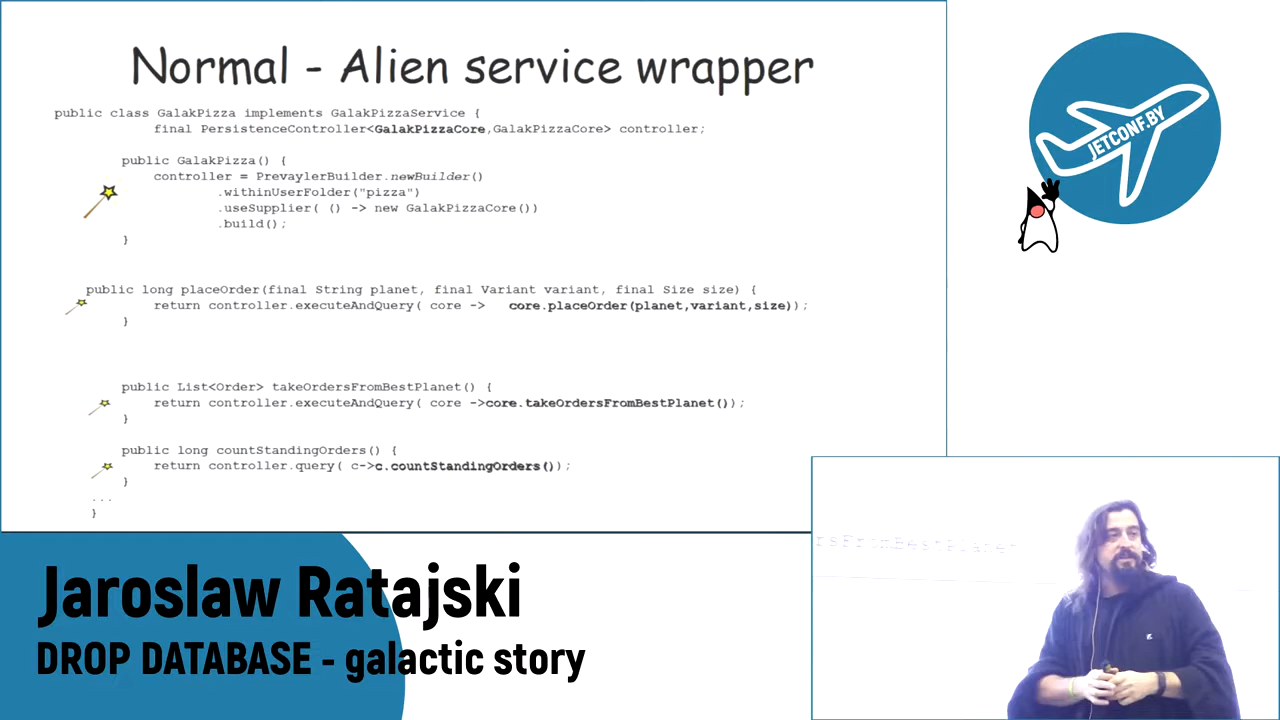 Normal - Alien service wrapper
public class GalakPizza implements GalakPizzaService {
final PersistenceController<GalakPizzaCore,GalakPizzaCore> controller;
public GalakPizza() {
controller = PrevaylerBuilder.newBuilder()
.withinUserFolder("pizza")
.useSupplier( () -> new GalakPizzaCore())
.build();
}
public long placeOrder(final String planet, final Variant variant, final Size size) {
return controller.executeAndQuery( core -> core.placeOrder(planet,variant,size));
}
public List<Order> takeOrdersFromBestPlanet() {
return controller.executeAndQuery( core ->core.takeOrdersFromBestPlanet());
}
public long countStandingOrders() {
return controller.query( c->c.countStandingOrders());
}
...
}
JETCONF.BY
rsFromBestPlanet
Jaroslaw Ratajski
DROP DATABASE - galactic story